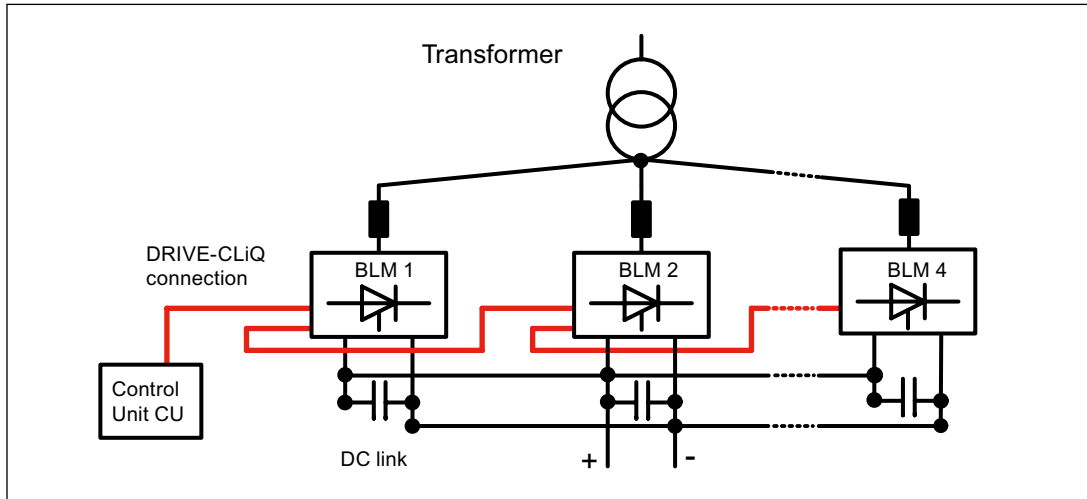 Transformer
DRIVE-CLiQ
connection
BLM 1
BLM 2
BLM 4
Control
Unit CU
DC link
+
-